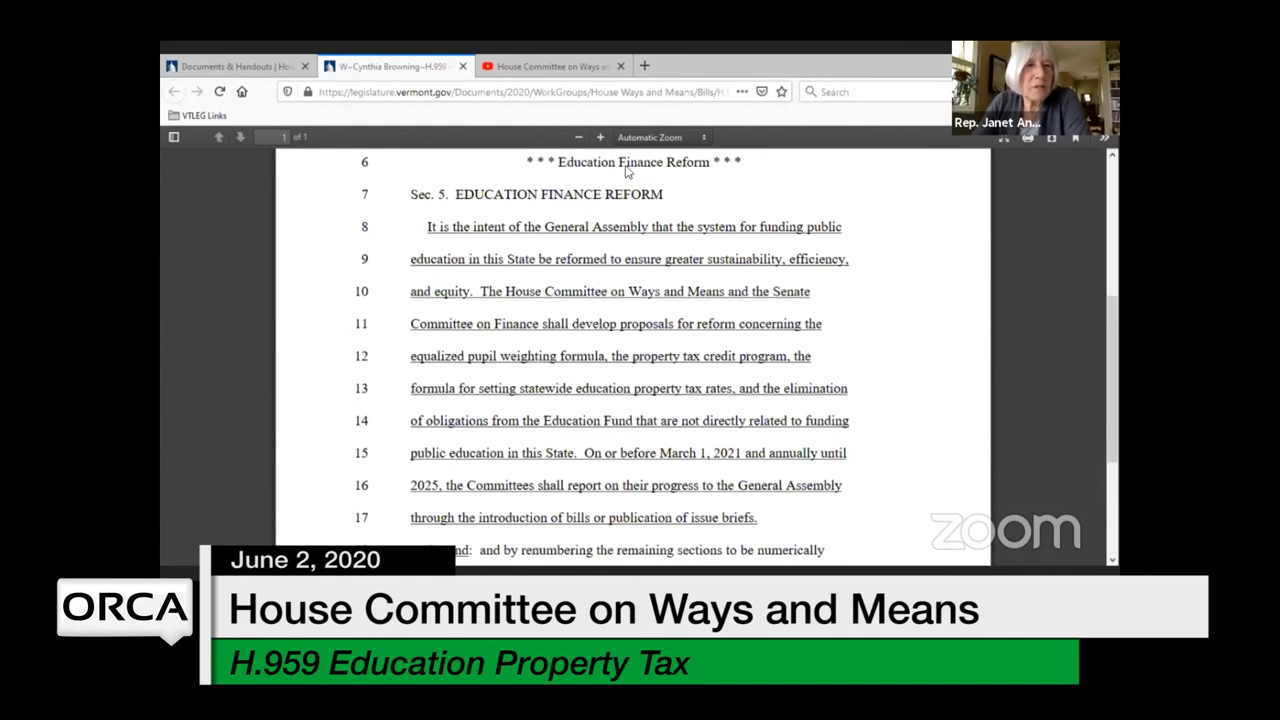 Documents & Handouts | Hou
W~Cynthia Browning~H.959
House Committee on Ways an
https://legislature.vermont.gov/Documents/2020/WorkGroups/House Ways and Means/Bills/H
Search
VTLEG Links
Rep. Janet An...
1 of 1
Automatic Zoom
6 * * * Education Finance Reform * * *
7 Sec. 5. EDUCATION FINANCE REFORM
8 It is the intent of the General Assembly that the system for funding public
9 education in this State be reformed to ensure greater sustainability, efficiency,
10 and equity. The House Committee on Ways and Means and the Senate
11 Committee on Finance shall develop proposals for reform concerning the
12 equalized pupil weighting formula, the property tax credit program, the
13 formula for setting statewide education property tax rates, and the elimination
14 of obligations from the Education Fund that are not directly related to funding
15 public education in this State. On or before March 1, 2021 and annually until
16 2025, the Committees shall report on their progress to the General Assembly
17 through the introduction of bills or publication of issue briefs.
nd: and by renumbering the remaining sections to be numerically
zoom
June 2, 2020
ORCA
House Committee on Ways and Means
H.959 Education Property Tax